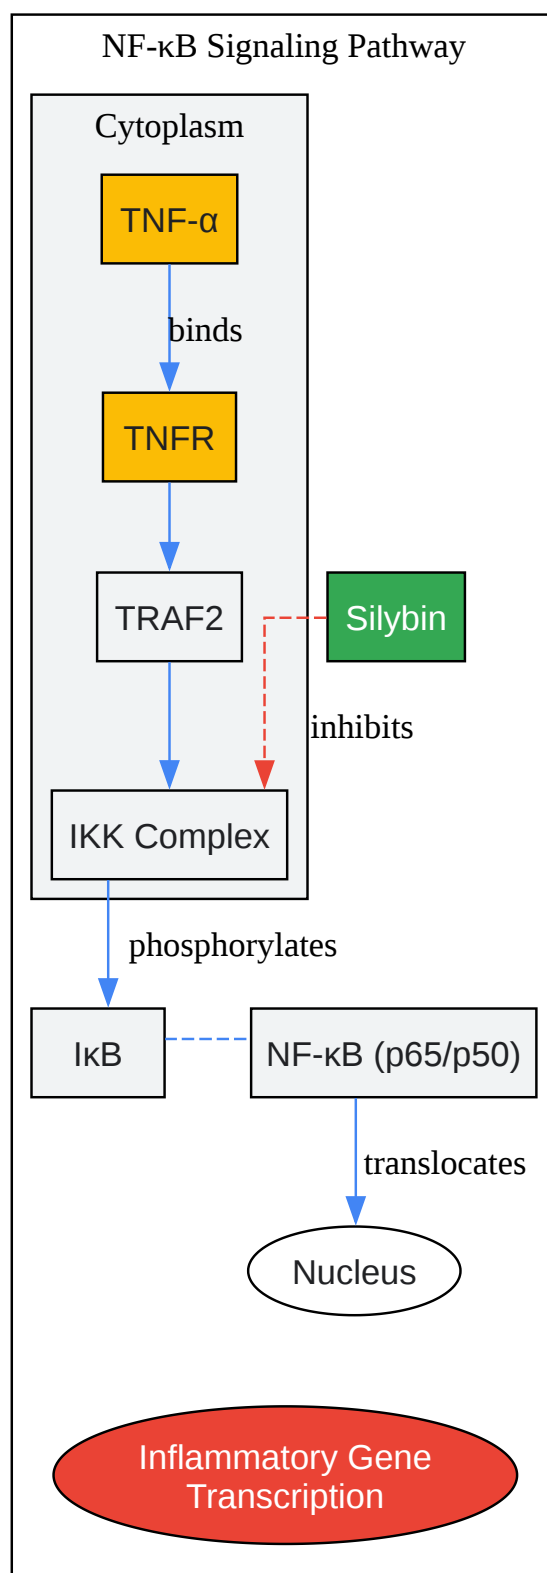 NF-κB Signaling Pathway
Cytoplasm
TNF-α
binds
TNFR
TRAF2
Silybin
inhibits
IKK Complex
phosphorylates
IκB
NF-κB (p65/p50)
translocates
Nucleus
Inflammatory Gene
Transcription